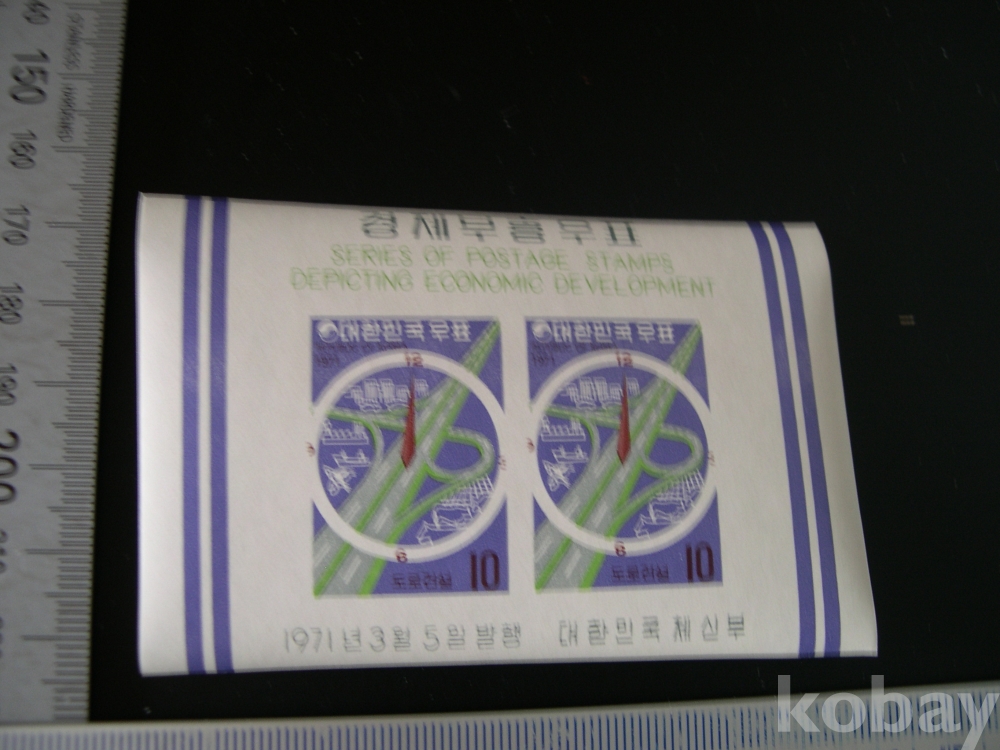 경제부흥우표
SERIES OF POSTAGE STAMPS
DEPICTING ECONOMIC DEVELOPMENT
대한민국우표
1971
12
6
도로건설 10
대한민국우표
1971
12
6
도로건설 10
1971년 3월 5일 발행 대한민국체신부
150
160
170
180
190
200
kobay